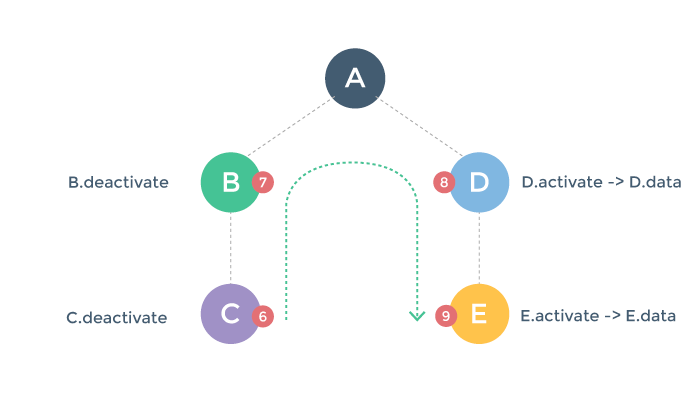 A
B.deactivate
B
7
8
D
D.activate -> D.data
C.deactivate
C
6
9
E
E.activate -> E.data